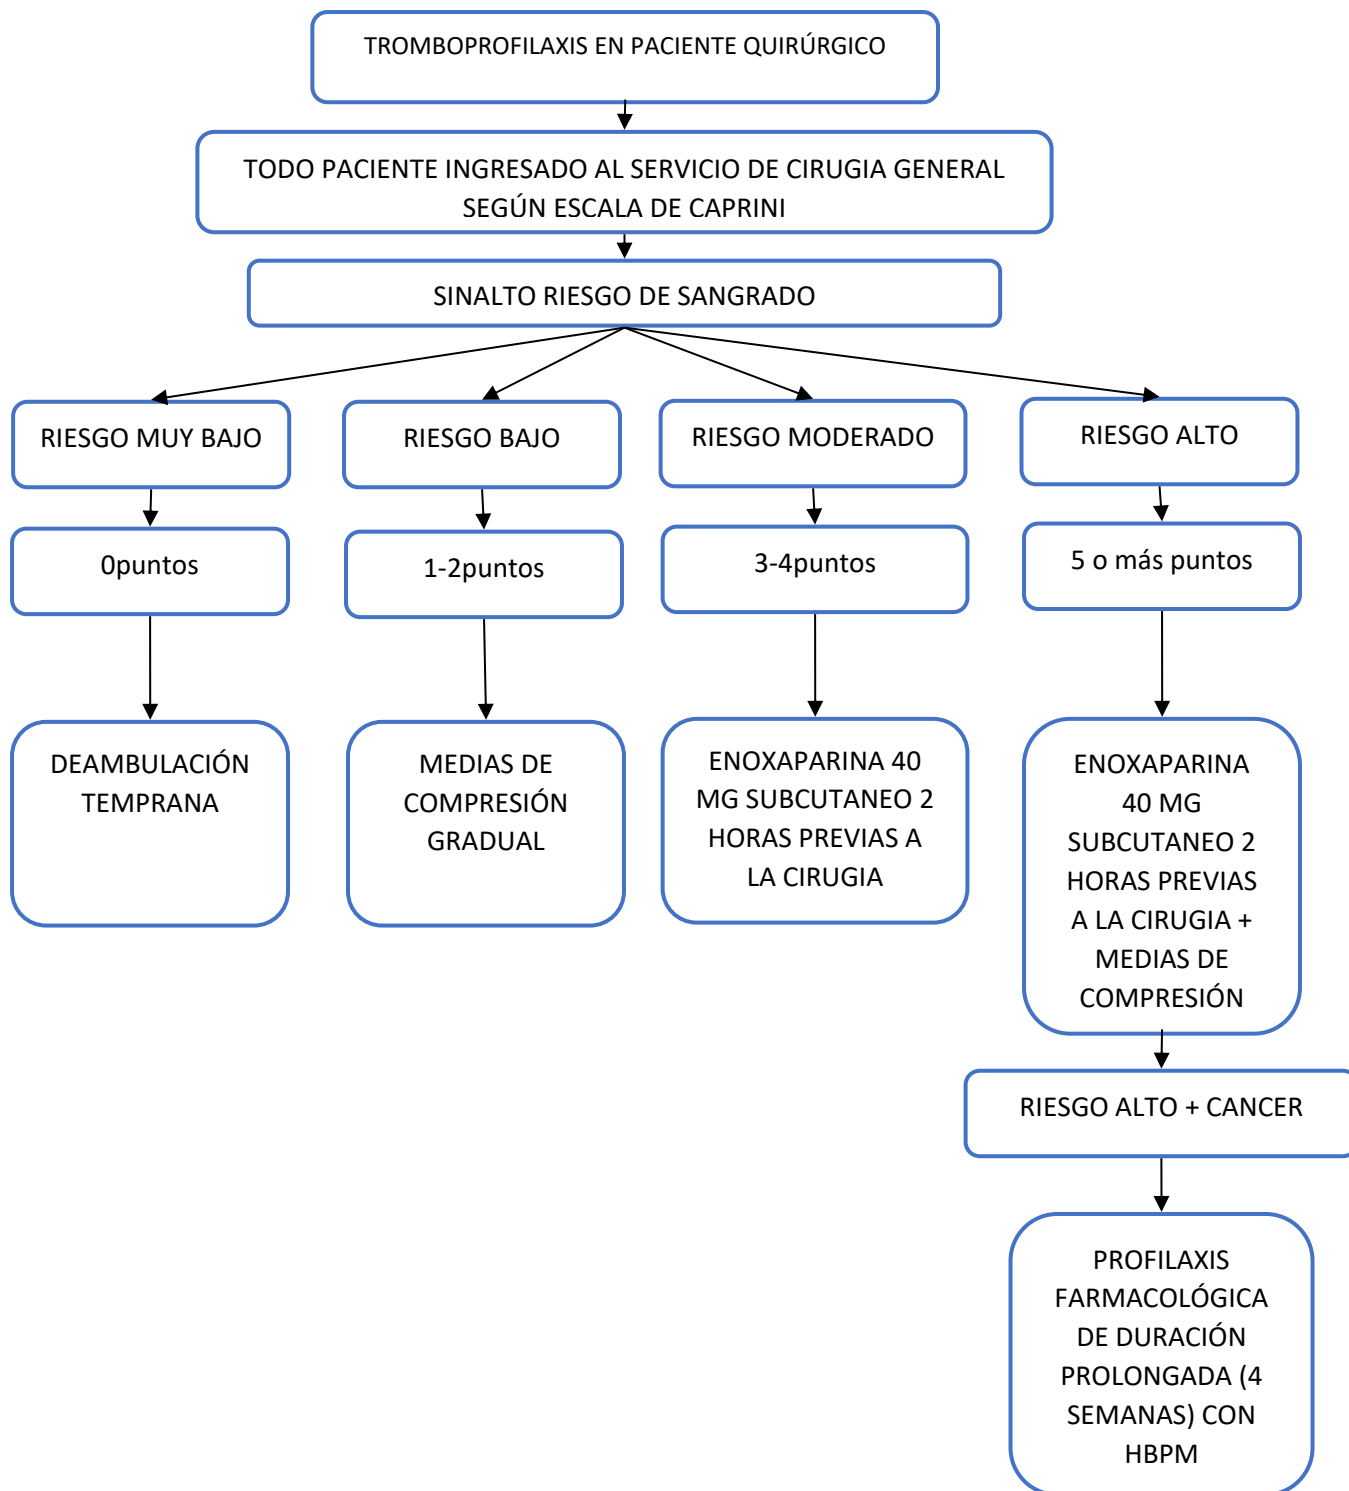 TROMBOPROFILAXIS EN PACIENTE QUIRÚRGICO
TODO PACIENTE INGRESADO AL SERVICIO DE CIRUGIA GENERAL
SEGÚN ESCALA DE CAPRINI
SINALTO RIESGO DE SANGRADO
RIESGO MUY BAJO
RIESGO BAJO
RIESGO MODERADO
RIESGO ALTO
0puntos
1-2puntos
3-4puntos
5 o más puntos
DEAMBULACIÓN
TEMPRANA
MEDIAS DE
COMPRESIÓN
GRADUAL
ENOXAPARINA 40
MG SUBCUTANEO 2
HORAS PREVIAS A
LA CIRUGIA
ENOXAPARINA
40 MG
SUBCUTANEO 2
HORAS PREVIAS
A LA CIRUGIA +
MEDIAS DE
COMPRESIÓN
RIESGO ALTO + CANCER
PROFILAXIS
FARMACOLÓGICA
DE DURACIÓN
PROLONGADA (4
SEMANAS) CON
HBPM